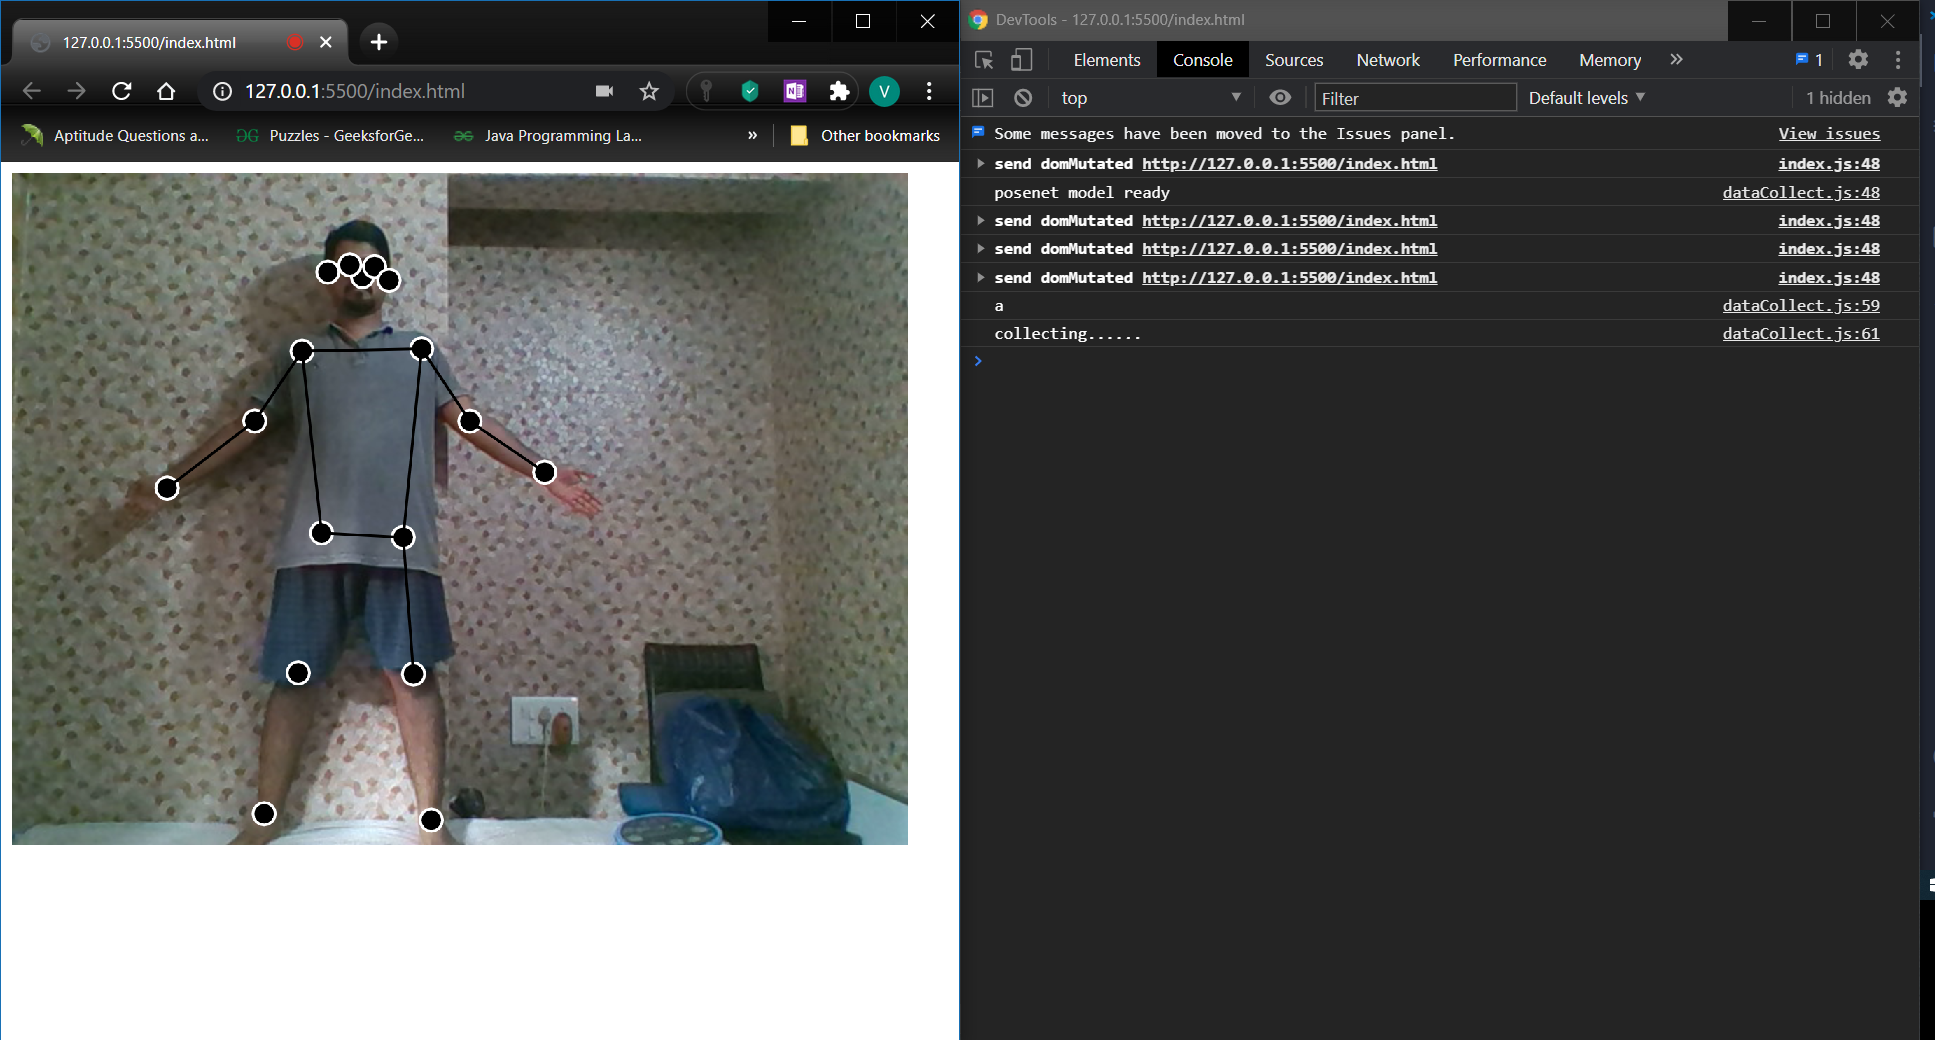 127.0.0.1:5500/index.html
127.0.0.1:5500/index.html
V
Aptitude Questions a...
Puzzles - GeeksforGe...
Java Programming La...
»
Other bookmarks
DevTools - 127.0.0.1:5500/index.html
Elements
Console
Sources
Network
Performance
Memory
»
1
top
Filter
Default levels
1 hidden
Some messages have been moved to the Issues panel.
View issues
send domMutated http://127.0.0.1:5500/index.html
index.js:48
posenet model ready
dataCollect.js:48
send domMutated http://127.0.0.1:5500/index.html
index.js:48
send domMutated http://127.0.0.1:5500/index.html
index.js:48
send domMutated http://127.0.0.1:5500/index.html
index.js:48
a
dataCollect.js:59
collecting......
dataCollect.js:61